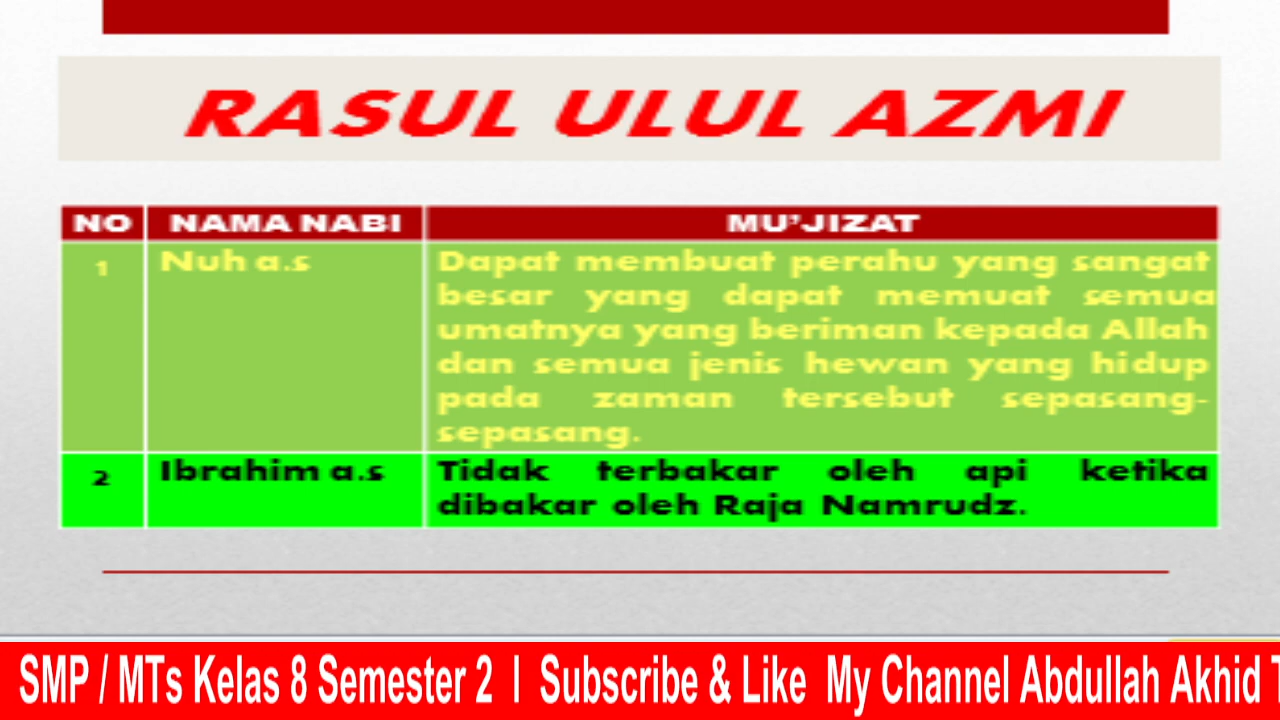 RASUL ULUL AZMI
NO NAMA NABI MU'JIZAT
1 Nuh a.s Dapat membuat perahu yang sangat
besar yang dapat memuat semua
umatnya yang beriman kepada Allah
dan semua jenis hewan yang hidup
pada zaman tersebut sepasang-
sepasang.
2 Ibrahim a.s Tidak terbakar oleh api ketika
dibakar oleh Raja Namrudz.
SMP / MTs Kelas 8 Semester 2 I Subscribe & Like My Channel Abdullah Akhid